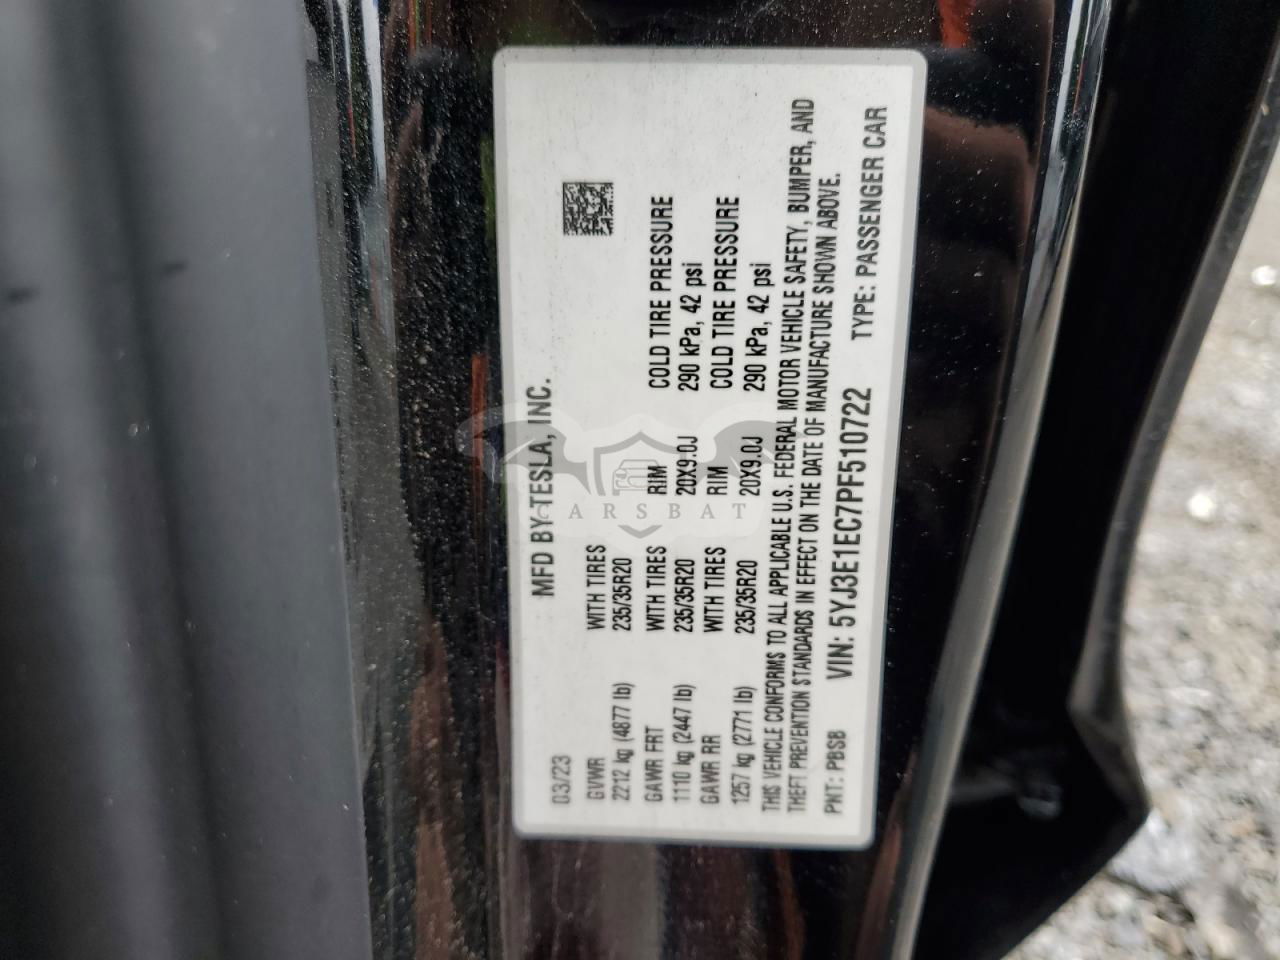 MFD BY TESLA, INC.
03/23
GVWR WITH TIRES
2212 kg (4877 lb) 235/35R20
GAWR FRT WITH TIRES RIM COLD TIRE PRESSURE
1110 kg (2447 lb) 235/35R20 20X9.0J 290 kPa, 42 psi
GAWR RR WITH TIRES RIM COLD TIRE PRESSURE
1257 kg (2771 lb) 235/35R20 20X9.0J 290 kPa, 42 psi
THIS VEHICLE CONFORMS TO ALL APPLICABLE U.S. FEDERAL MOTOR VEHICLE SAFETY, BUMPER, AND
THEFT PREVENTION STANDARDS IN EFFECT ON THE DATE OF MANUFACTURE SHOWN ABOVE.
PNT: PBSB VIN: 5YJ3E1EC7PF510722 TYPE: PASSENGER CAR
CARSBAT